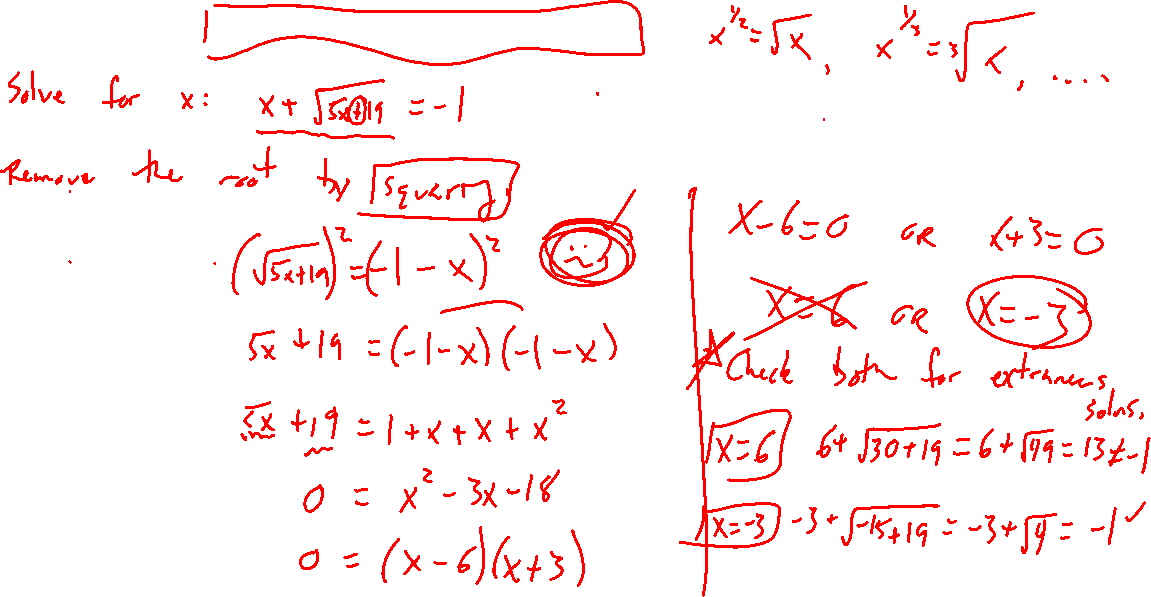 x^{1/2} = √x, x^{1/3} = ∛x, ....
Solve for x: x + √(5x+19) = -1
Remove the root by squaring
(√(5x+19))² = (-1 - x)²
5x + 19 = (-1-x)(-1-x)
5x + 19 = 1 + x + x + x²
0 = x² - 3x - 18
0 = (x-6)(x+3)
x-6=0 OR x+3=0
x=6 OR x=-3
Check both for extraneous
solns.
x=6 6+√(30+19) = 6+√49 = 13 ≠ -1
x=-3 -3+√(-15+19) = -3+√4 = -1 ✓